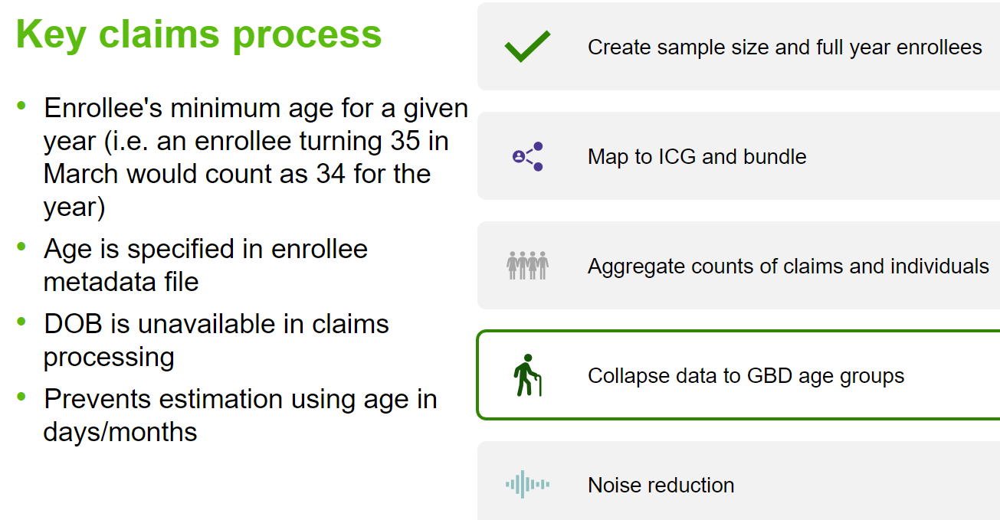 Key claims process
• Enrollee's minimum age for a given
year (i.e. an enrollee turning 35 in
March would count as 34 for the
year)
• Age is specified in enrollee
metadata file
• DOB is unavailable in claims
processing
• Prevents estimation using age in
days/months
Create sample size and full year enrollees
Map to ICG and bundle
Aggregate counts of claims and individuals
Collapse data to GBD age groups
Noise reduction